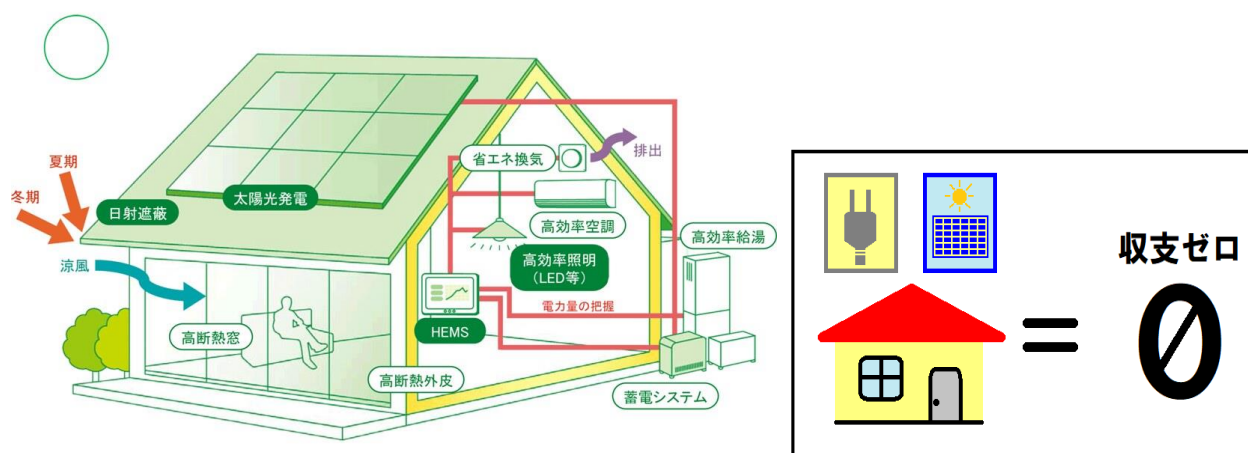 夏期
冬期
日射遮蔽
太陽光発電
涼風
高断熱窓
省エネ換気
排出
高効率空調
高効率照明
（LED等）
高効率給湯
電力量の把握
HEMS
高断熱外皮
蓄電システム
収支ゼロ
0
=